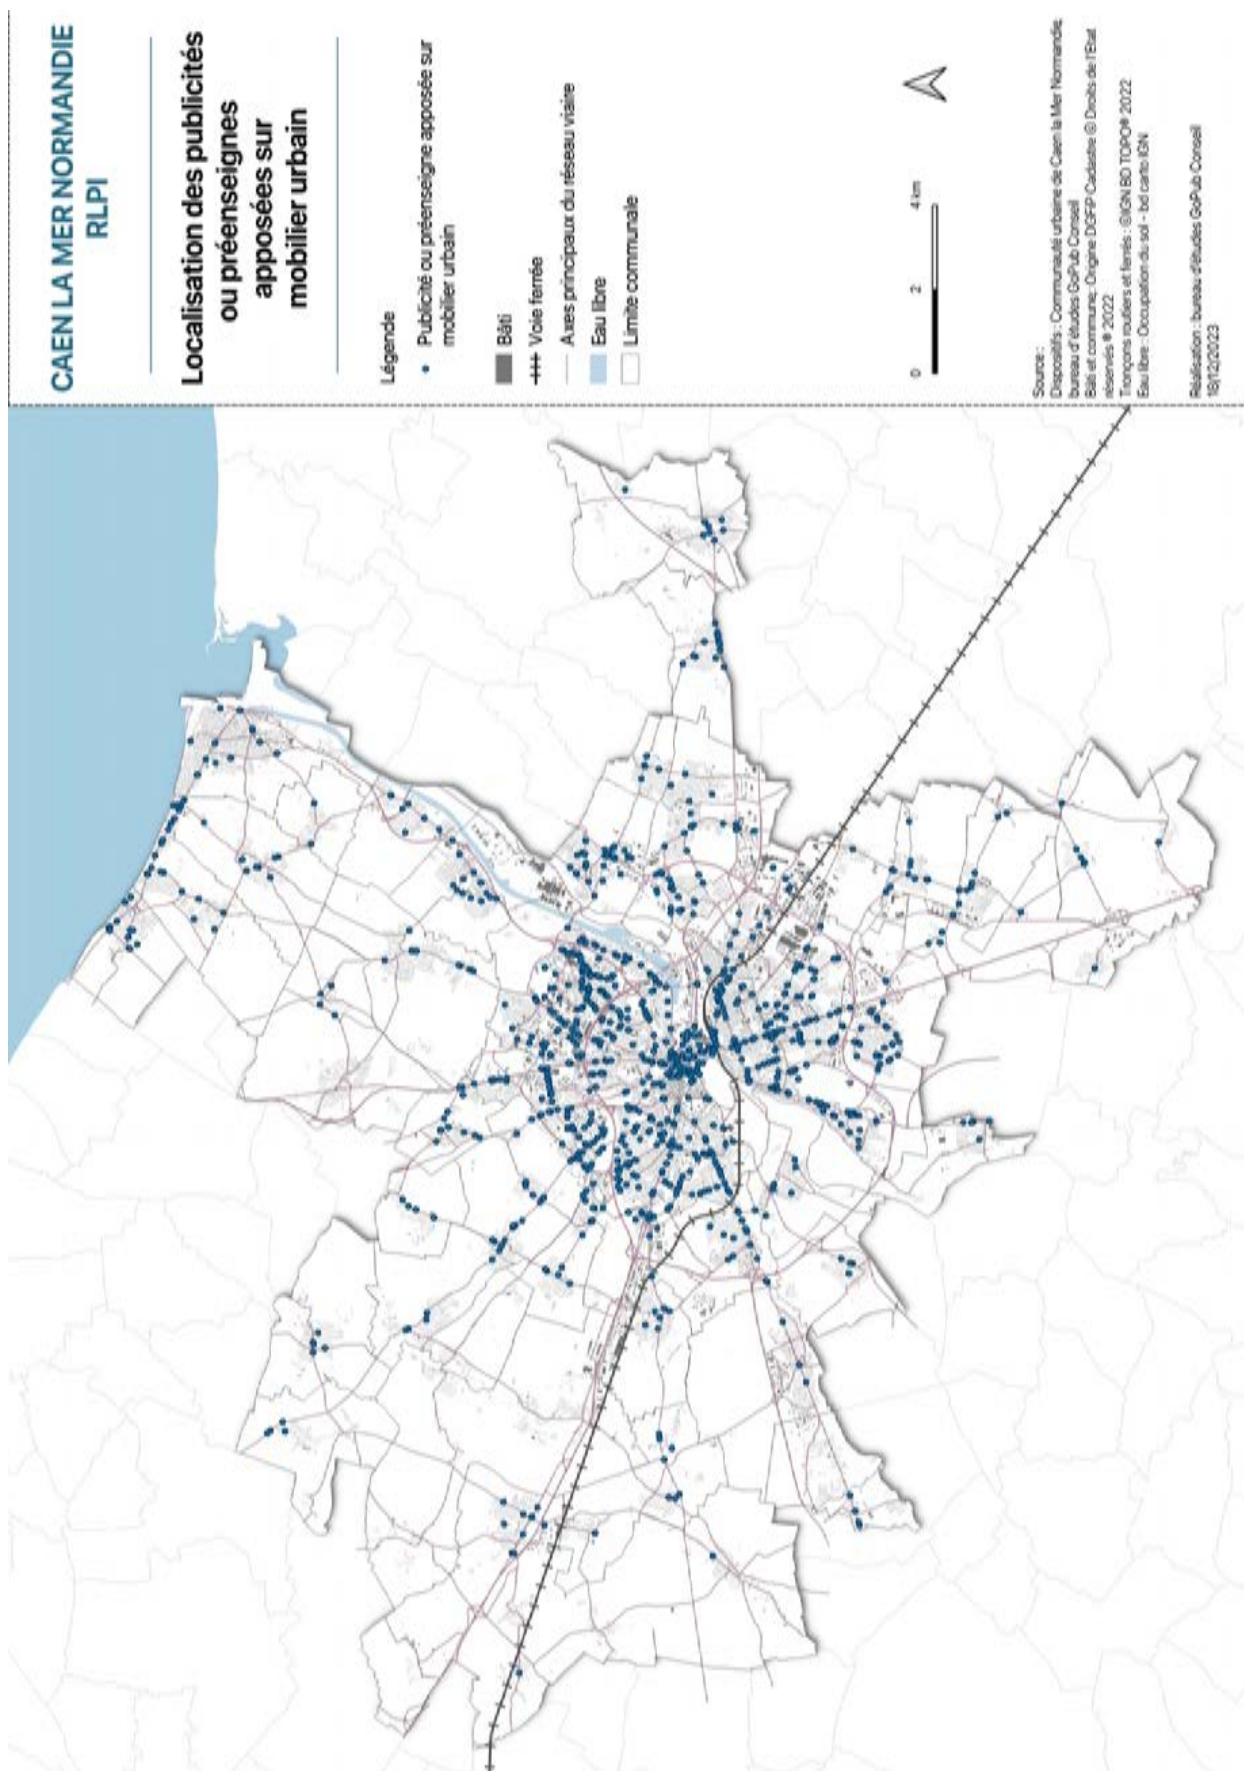 CAEN LA MER NORMANDIE
RLPI
Localisation des publicités
ou préenseignes
apposées sur
mobilier urbain
Légende
Publicité ou préenseigne apposée sur
mobilier urbain
Bâti
Voie ferrée
Axes principaux du réseau viaire
Eau libre
Limite communale
0 2 4 km
Source :
Dispositifs : Communauté urbaine de Caen la Mer Normandie,
bureau d'études GoPub Conseil
Bâti et commune : Origine DGFIP Cadastre © Droits de l'Etat
réservés ® 2022
Tronçons routiers et ferrés : ©IGN BD TOPO® 2022
Eau libre : Occupation du sol - bd carto IGN
Réalisation : bureau d'études GoPub Conseil
18/12/2023